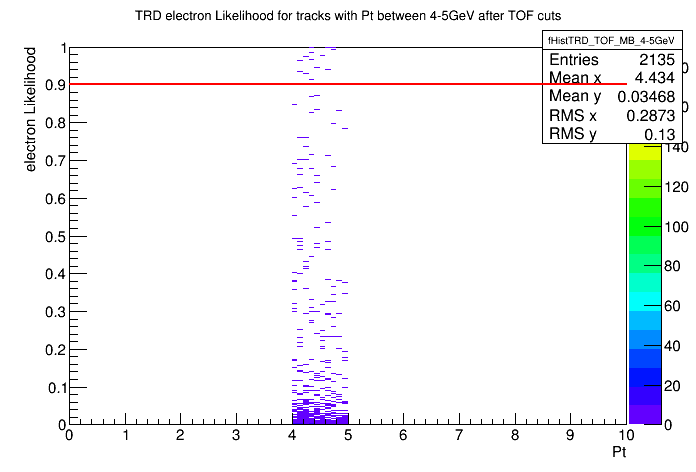 TRD electron Likelihood for tracks with Pt between 4-5GeV after TOF cuts
fHistTRD_TOF_MB_4-5GeV
Entries 2135
Mean x 4.434
Mean y 0.03468
RMS x 0.2873
RMS y 0.13
electron Likelihood
1
0.9
0.8
0.7
0.6
0.5
0.4
0.3
0.2
0.1
0
0 1 2 3 4 5 6 7 8 9 10
Pt
140
120
100
80
60
40
20
0